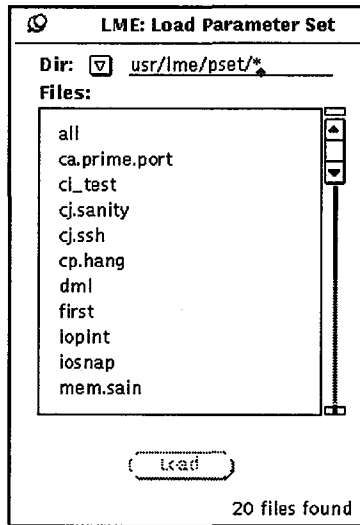 LME: Load Parameter Set
Dir: usr/lme/pset/*
Files:
all
ca.prime.port
ci_test
cj.sanity
cj.ssh
cp.hang
dml
first
iopint
iosnap
mem.sain
Load
20 files found